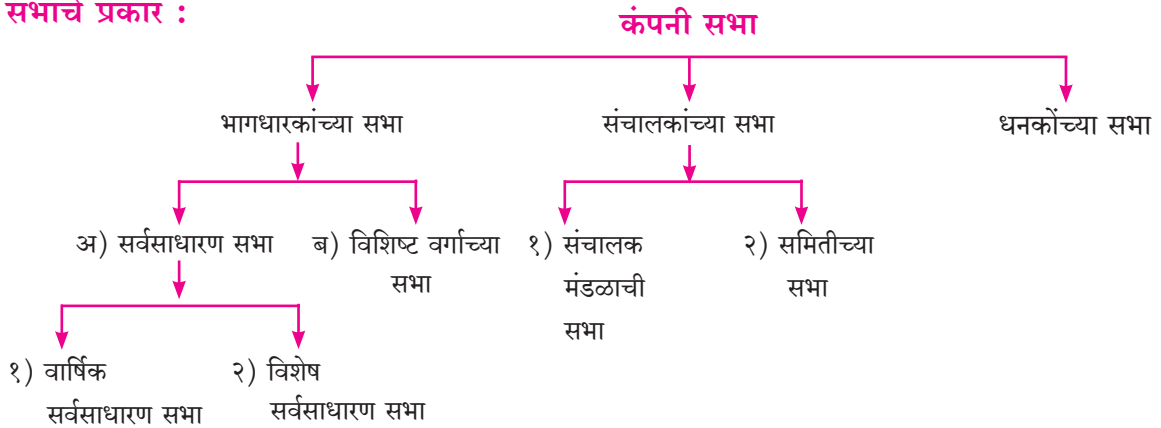 सभाचे प्रकार :
कंपनी सभा
भागधारकांच्या सभा
संचालकांच्या सभा
धनकोंच्या सभा
अ) सर्वसाधारण सभा
ब) विशिष्ट वर्गाच्या
सभा
१) संचालक
मंडळाची
सभा
२) समितीच्या
सभा
१) वार्षिक
सर्वसाधारण सभा
२) विशेष
सर्वसाधारण सभा